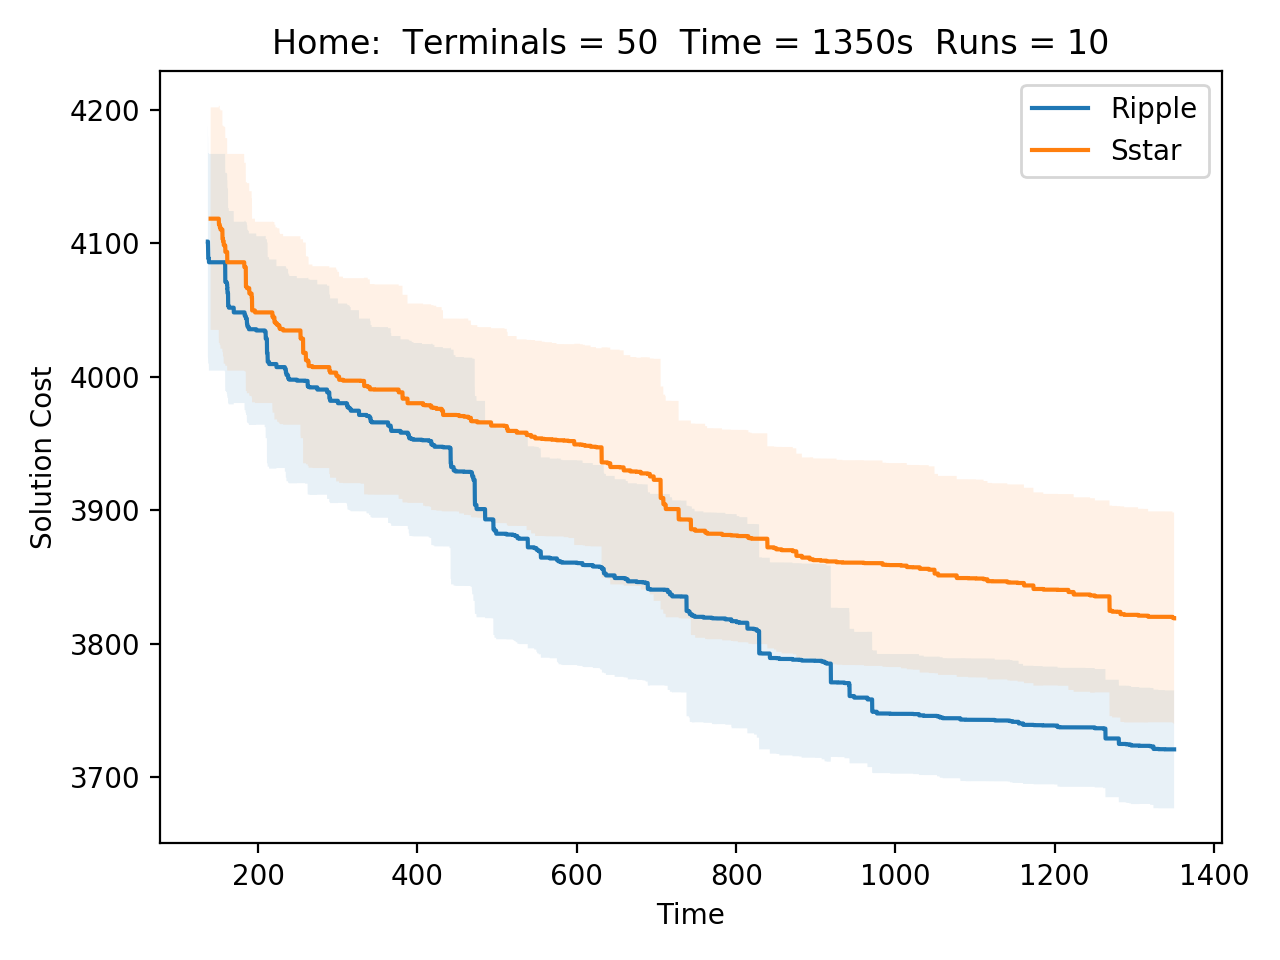 Home:  Terminals = 50  Time = 1350s  Runs = 10
Ripple
Sstar
4200
4100
4000
3900
3800
3700
Solution Cost
200 400 600 800 1000 1200 1400
Time